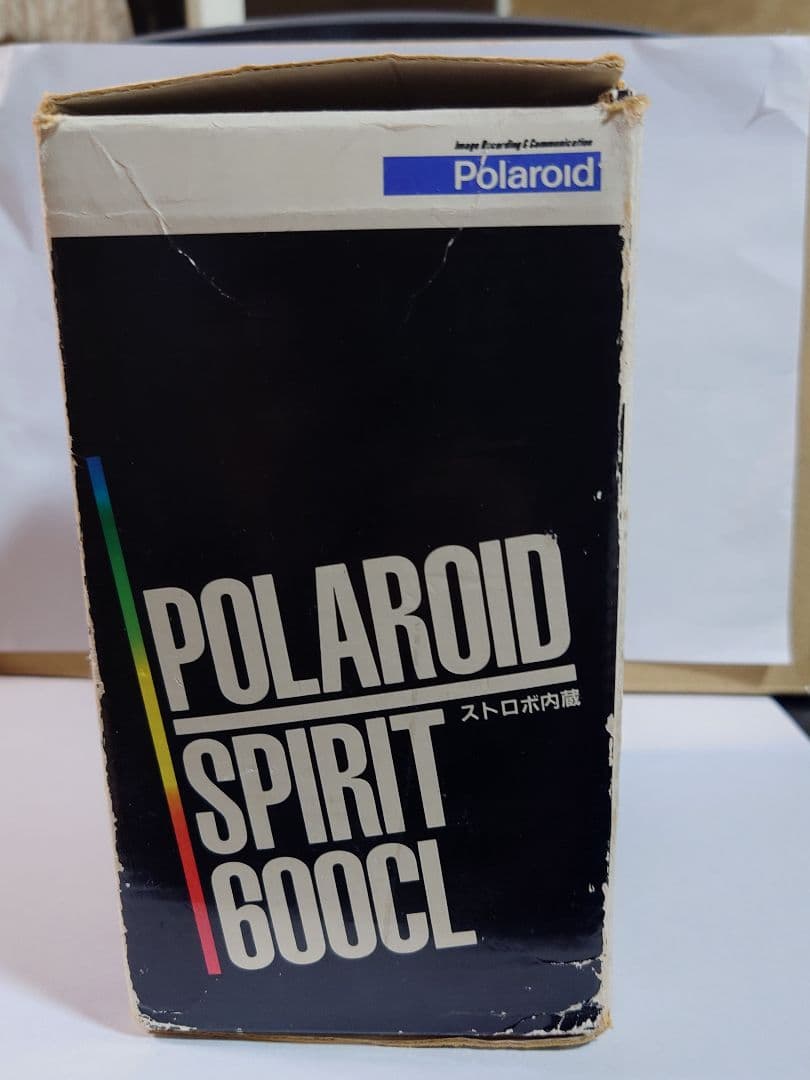 Image Recording & Communication
Polaroid
POLAROID
ストロボ内蔵
SPIRIT
600CL